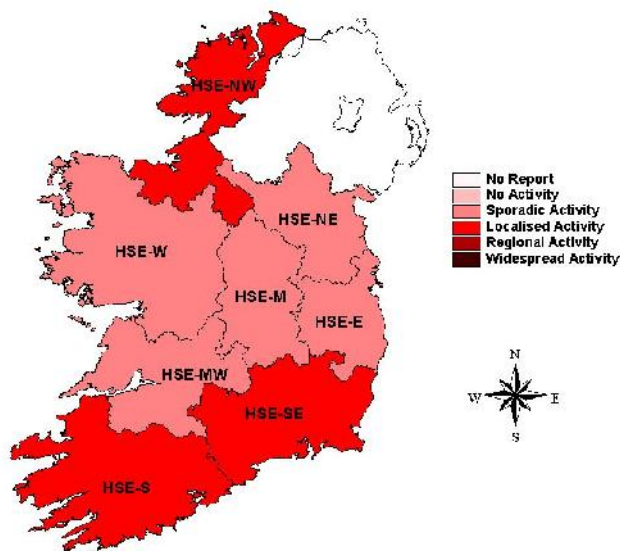 HSE-NW
HSE-NE
HSE-W
HSE-M
HSE-E
HSE-MW
HSE-SE
HSE-S
No Report
No Activity
Sporadic Activity
Localised Activity
Regional Activity
Widespread Activity
N
W E
S